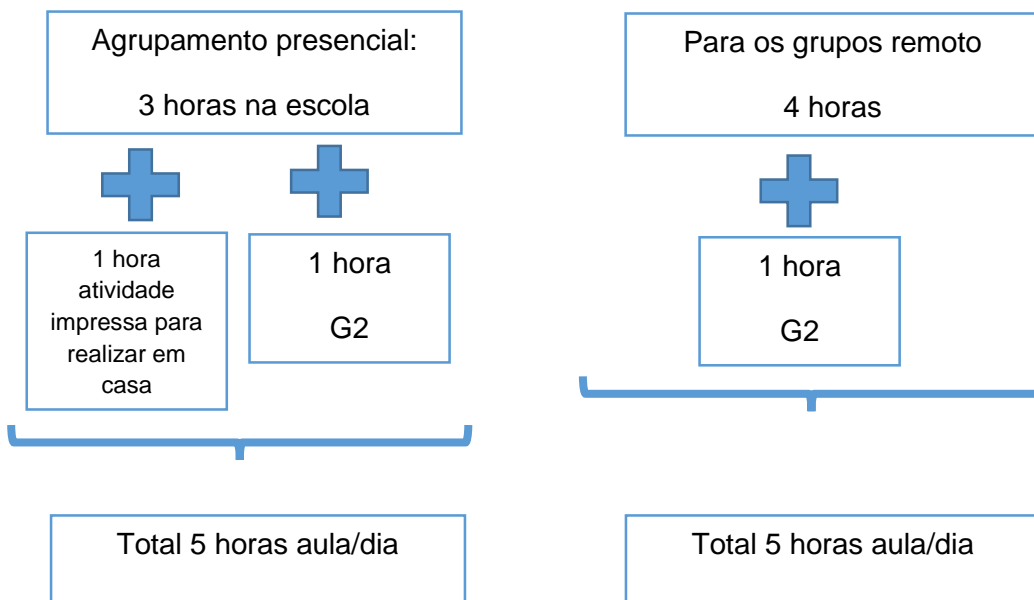 Agrupamento presencial:
3 horas na escola
1 hora
atividade
impressa para
realizar em
casa
1 hora
G2
Total 5 horas aula/dia
Para os grupos remoto
4 horas
1 hora
G2
Total 5 horas aula/dia